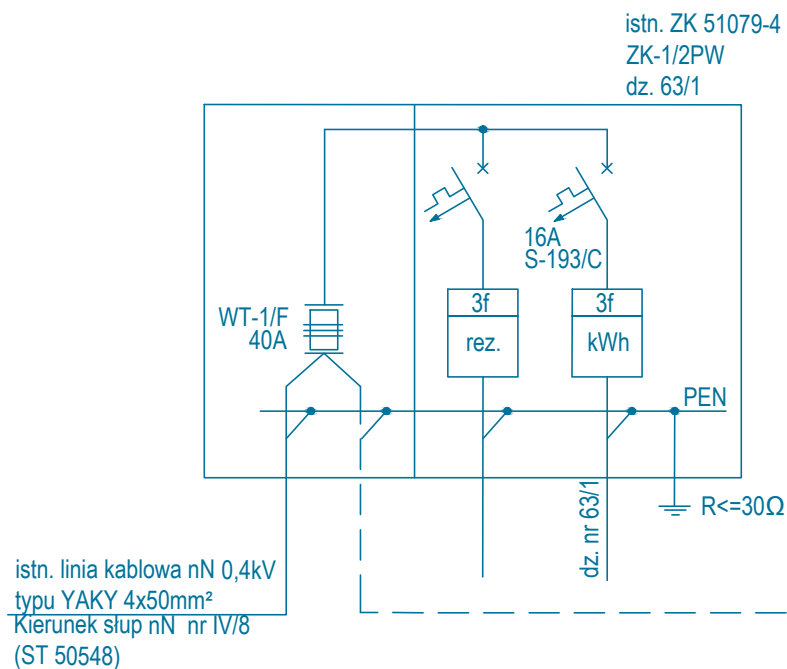 istn. ZK 51079-4
ZK-1/2PW
dz. 63/1
16A
S-193/C
WT-1/F
40A
3f
rez.
3f
kWh
PEN
dz. nr 63/1
R<=30Ω
istn. linia kablowa nN 0,4kV
typu YAKY 4x50mm²
Kierunek słup nN nr IV/8
(ST 50548)